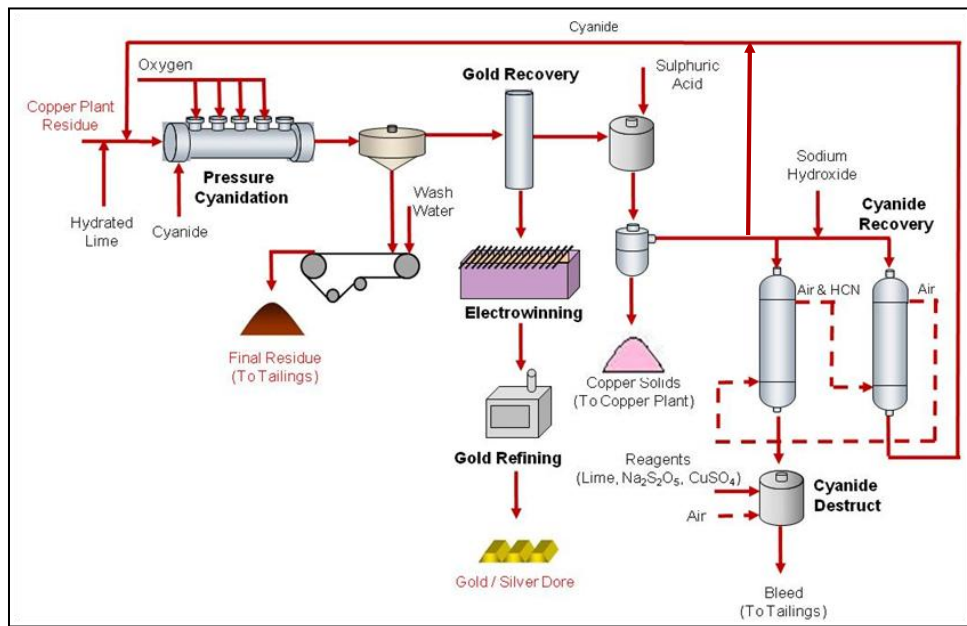 Cyanide
Oxygen
Gold Recovery
Sulphuric
Acid
Copper Plant
Residue
Sodium
Hydroxide
Pressure
Cyanidation
Wash
Water
Cyanide
Recovery
Hydrated
Lime
Cyanide
Air & HCN
Air
Electrowinning
Final Residue
(To Tailings)
Copper Solids
(To Copper Plant)
Gold Refining
Reagents
(Lime, Na₂S₂O₅, CuSO₄)
Cyanide
Destruct
Air
Gold / Silver Dore
Bleed
(To Tailings)